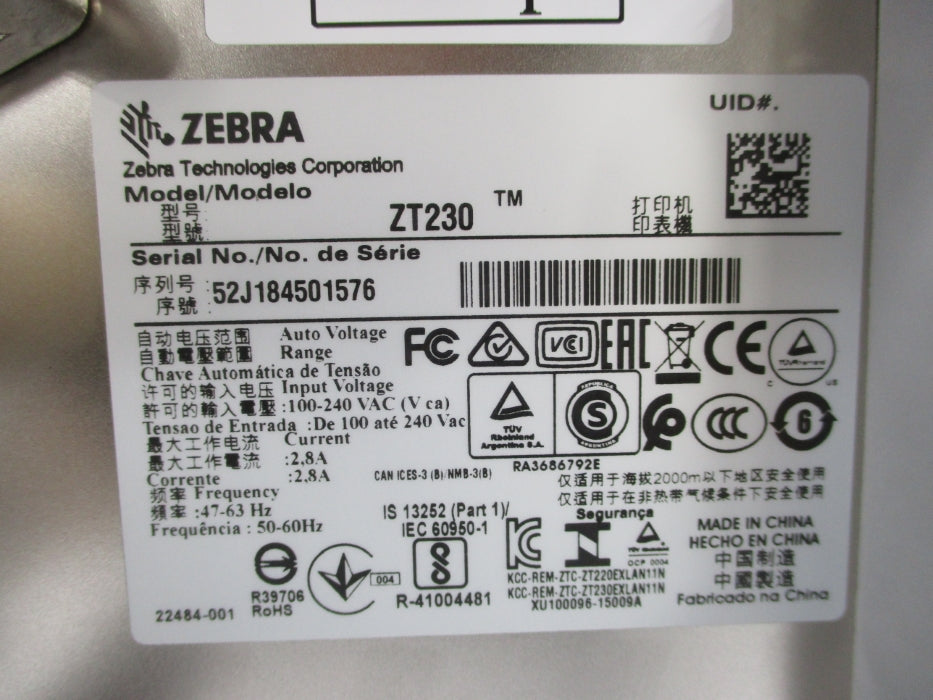 UID#.
ZEBRA
Zebra Technologies Corporation
Model/Modelo
型号:
型號:
ZT230 ™
打印机
印表機
Serial No./No. de Série
序列号:
序號:
52J184501576
自动电压范围 Auto Voltage
自動電壓範圍 Range
Chave Automática de Tensão
许可的输入电压 Input Voltage
許可的輸入電壓 :100-240 VAC (V ca)
Tensao de Entrada :De 100 até 240 Vac
最大工作电流 Current
最大工作電流 :2,8A
Corrente :2,8A
频率 Frequency
頻率 :47-63 Hz
Frequência : 50-60Hz
FC
VCI
EAC
CE
C US
TÜV
Rheinland
Argentina S.A.
REPUBLICA
S
ARGENTINA
CCC
6
RA3686792E
CAN ICES-3 (B)/NMB-3(B)
仅适用于海拔2000m以下地区安全使用
仅适用于在非热带气候条件下安全使用
IS 13252 (Part 1)/
IEC 60950-1
R-41004481
Segurança
OCP 0004
KCC-REM-ZTC-ZT220EXLAN11N
KCC-REM-ZTC-ZT230EXLAN11N
XU100096-15009A
MADE IN CHINA
HECHO EN CHINA
中国制造
中國製造
Fabricado na China
R39706
RoHS
004
22484-001